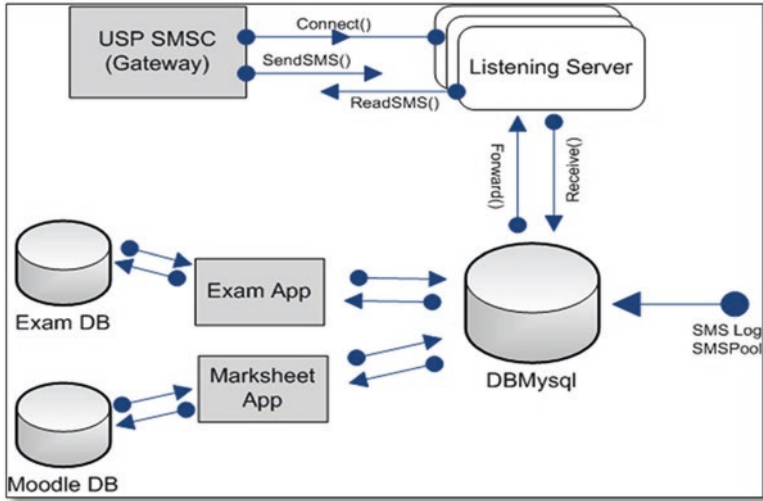 USP SMSC
(Gateway)
Connect()
SendSMS()
ReadSMS()
Listening Server
Forward()
Receive()
Exam DB
Exam App
DBMysql
SMS Log
SMSPool
Marksheet
App
Moodle DB